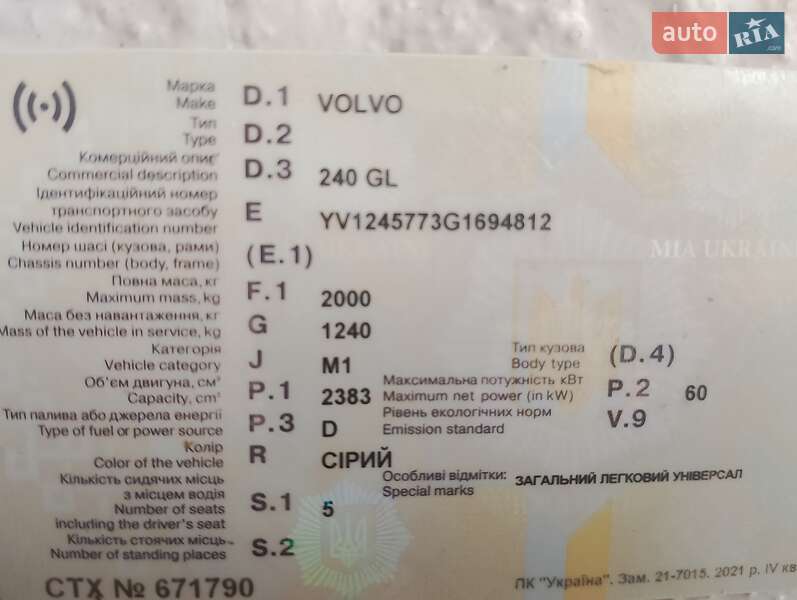 auto RIA.com
Марка
Make D.1 VOLVO
Тип
Type D.2
Комерційний опис
Commercial description D.3 240 GL
Ідентифікаційний номер
транспортного засобу
Vehicle identification number E YV1245773G1694812
Номер шасі (кузова, рами)
Chassis number (body, frame) (E.1)
MIA UKRAINE
Повна маса, кг
Maximum mass, kg F.1 2000
Маса без навантаження, кг
Mass of the vehicle in service, kg G 1240
Категорія
Vehicle category J M1
Тип кузова
Body type (D.4)
Об'єм двигуна, см³
Capacity, cm³ P.1 2383
Максимальна потужність кВт
Maximum net power (in kW) P.2 60
Тип палива або джерела енергії
Type of fuel or power source P.3 D
Рівень екологічних норм
Emission standard V.9
Колір
Color of the vehicle R СІРИЙ
Кількість сидячих місць
з місцем водія
Number of seats
including the driver's seat S.1 5
Особливі відмітки:
Special marks ЗАГАЛЬНИЙ ЛЕГКОВИЙ УНІВЕРСАЛ
Кількість стоячих місць
Number of standing places S.2
СТХ № 671790
ПК "Україна". Зам. 21-7015. 2021 р. IV кв